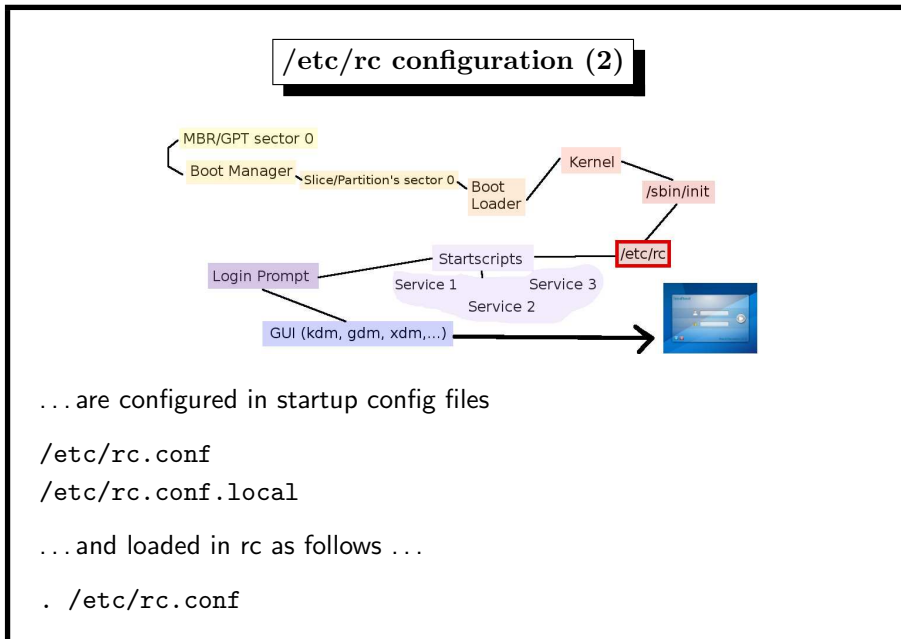 /etc/rc configuration (2)
MBR/GPT sector 0
Boot Manager
Slice/Partition's sector 0
Boot
Loader
Kernel
/sbin/init
/etc/rc
Startscripts
Service 1
Service 2
Service 3
Login Prompt
GUI (kdm, gdm, xdm,...)
...are configured in startup config files
/etc/rc.conf
/etc/rc.conf.local
...and loaded in rc as follows ...
. /etc/rc.conf